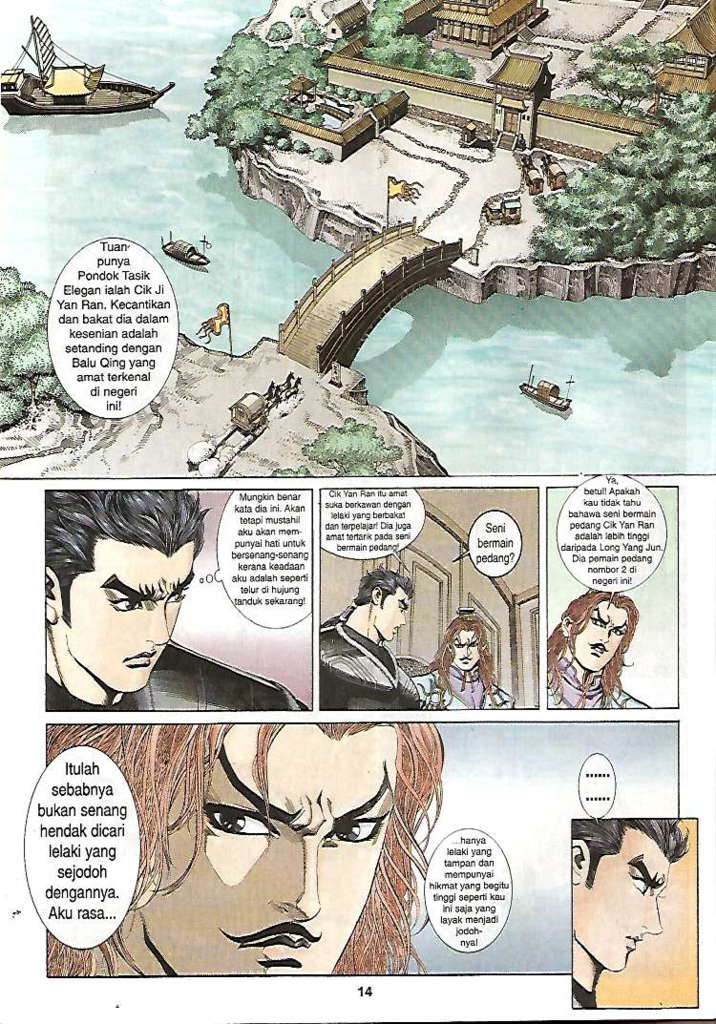 Tuan
punya
Pondok Tasik
Elegan ialah Cik Ji
Yan Ran. Kecantikan
dan bakat dia dalam
kesenian adalah
setanding dengan
Balu Qing yang
amat terkenal
di negeri
ini!
Mungkin benar
kata dia ini. Akan
tetapi mustahil
aku akan mem-
punyai hati untuk
bersenang-senang
kerana keadaan
aku adalah seperti
telur di hujung
tanduk sekarang!
Cik Yan Ran itu amat
suka berkawan dengan
lelaki yang berbakat
dan terpelajar! Dia juga
amat tertarik pada seni
bermain pedang!
Seni
bermain
pedang?
Ya,
betul! Apakah
kau tidak tahu
bahawa seni bermain
pedang Cik Yan Ran
adalah lebih tinggi
daripada Long Yang Jun.
Dia pemain pedang
nombor 2 di
negeri ini!
Itulah
sebabnya
bukan senang
hendak dicari
lelaki yang
sejodoh
dengannya.
Aku rasa...
...hanya
lelaki yang
tampan dan
mempunyai
hikmat yang begitu
tinggi seperti kau
ini saja yang
layak menjadi
jodoh-
nya!
......
......
14